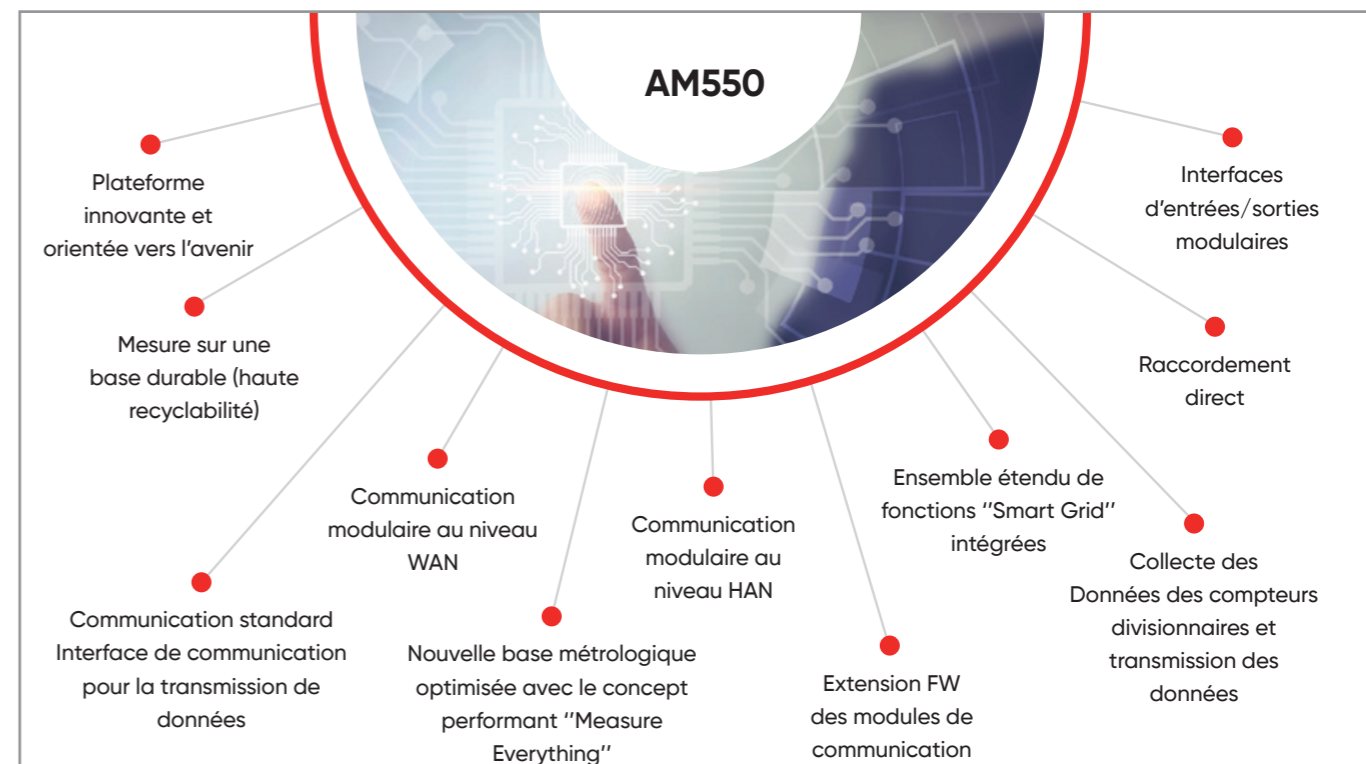 AM550
Plateforme
innovante et
orientée vers l'avenir
Mesure sur une
base durable (haute
recyclabilité)
Communication standard
Interface de communication
pour la transmission de
données
Communication
modulaire au niveau
WAN
Nouvelle base métrologique
optimisée avec le concept
performant ''Measure
Everything''
Communication
modulaire au
niveau HAN
Extension FW
des modules de
communication
Ensemble étendu de
fonctions ''Smart Grid''
intégrées
Collecte des
Données des compteurs
divisionnaires et
transmission des
données
Raccordement
direct
Interfaces
d'entrées/sorties
modulaires